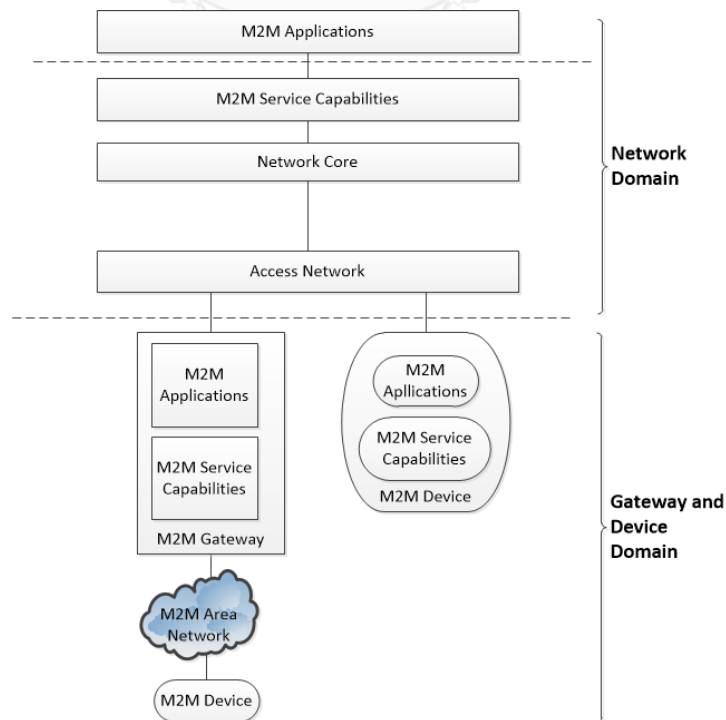 M2M Applications
M2M Service Capabilities
Network Core
Network
Domain
Access Network
M2M
Applications
M2M Service
Capabilities
M2M Gateway
M2M
Apllications
M2M Service
Capabilities
M2M Device
Gateway and
Device
Domain
M2M Area
Network
M2M Device